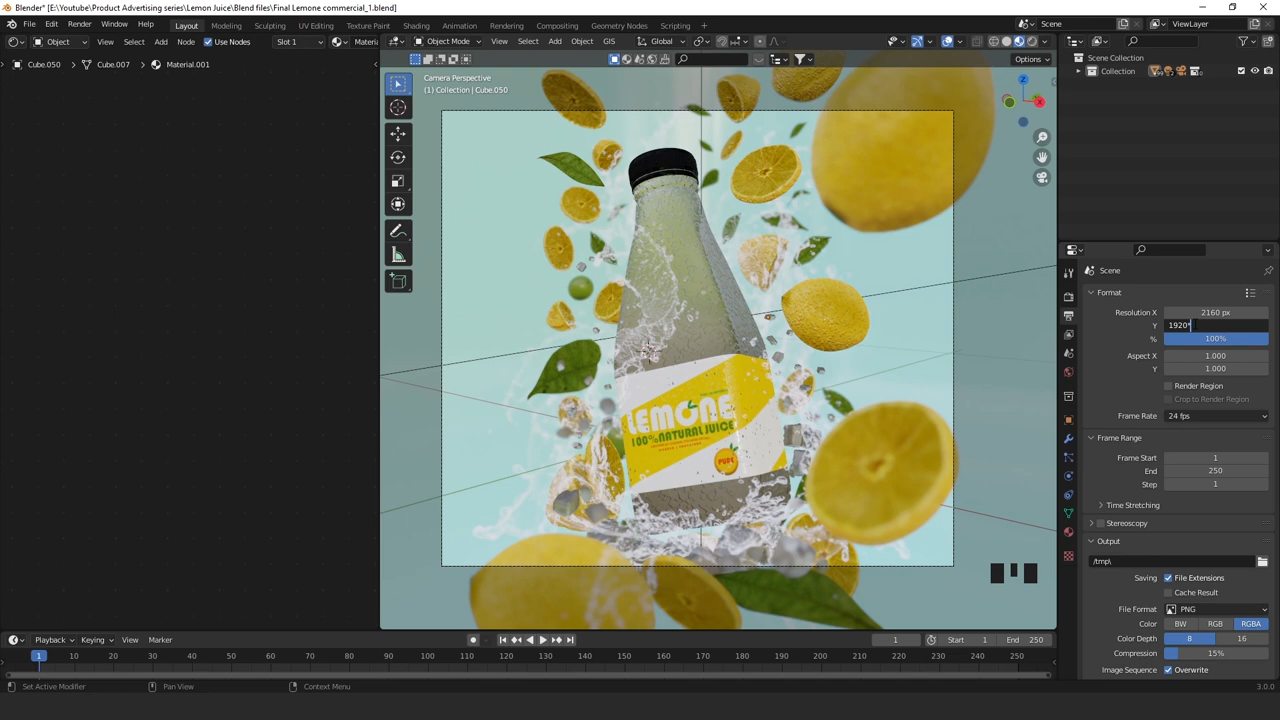 Blender* [E:\Youtube\Product Advertising series\Lemon Juice\Blend files\Final Lemone commercial_1.blend]
File Edit Render Window Help Layout Modeling Sculpting UV Editing Texture Paint Shading Animation Rendering Compositing Geometry Nodes Scripting Scene ViewLayer
Object View Select Add Node Use Nodes Slot 1 Materi
Object Mode View Select Add Object GIS Global
Options
Cube.050 Cube.007 Material.001
Camera Perspective
(1) Collection | Cube.050
Scene Collection
Collection
LEMONE
100%NATURAL JUICE
PURE
Scene
Format
Resolution X 2160 px
Y 1920*
% 100%
Aspect X 1.000
Y 1.000
Render Region
Crop to Render Region
Frame Rate 24 fps
Frame Range
Frame Start 1
End 250
Step 1
Time Stretching
Stereoscopy
Output
/tmp\
Saving File Extensions
Cache Result
File Format PNG
Color BW RGB RGBA
Color Depth 8 16
Compression 15%
Image Sequence Overwrite
Playback Keying View Marker 1 Start 1 End 250
1 10 20 30 40 50 60 70 80 90 100 110 120 130 140 150 160 170 180 190 200 210 220 230 240 250
Set Active Modifier Pan View Context Menu 3.0.0